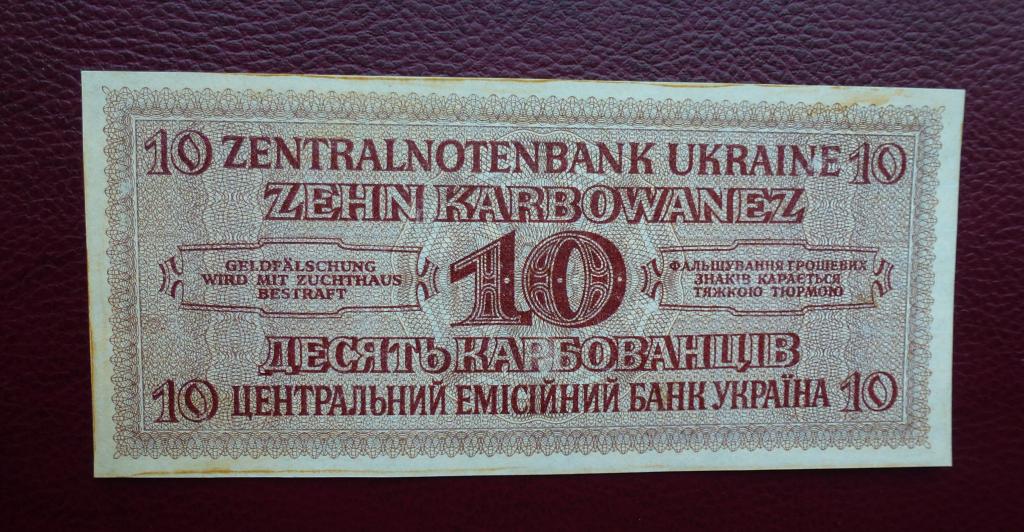 10 ZENTRALNOTENBANK UKRAINE 10
ZEHN KARBOWANEZ
GELDFÄLSCHUNG
WIRD MIT ZUCHTHAUS
BESTRAFT
10
ФАЛЬШУВАННЯ ГРОШЕВИХ
ЗНАКІВ КАРАЄТЬСЯ
ТЯЖКОЮ ТЮРМОЮ
ДЕСЯТЬ КАРБОВАНЦІВ
10 ЦЕНТРАЛЬНИЙ ЕМІСІЙНИЙ БАНК УКРАЇНА 10